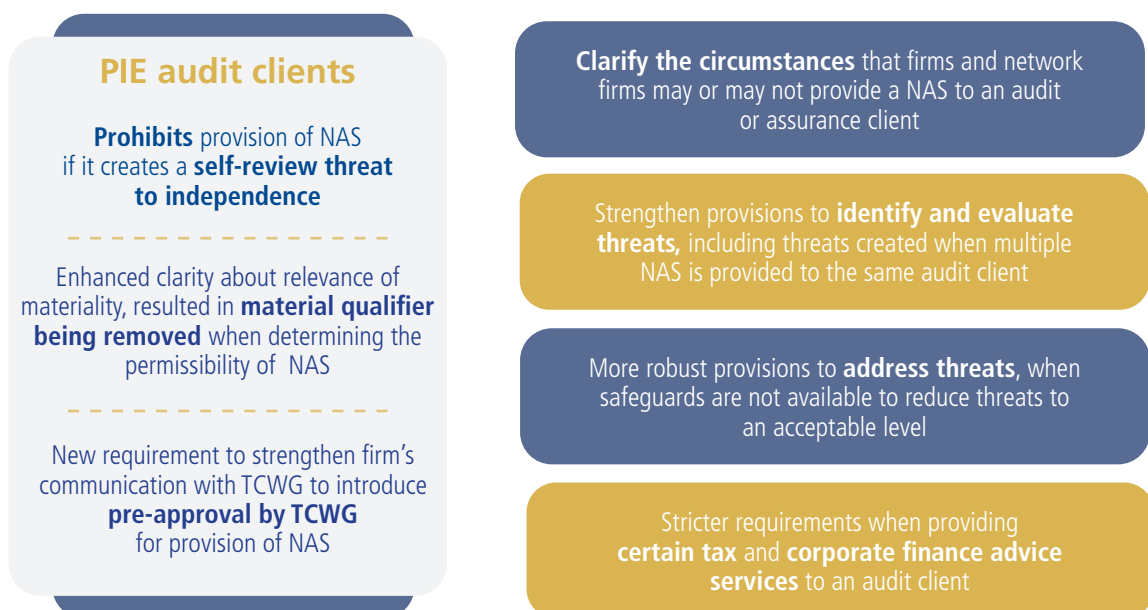 PIE audit clients
Prohibits provision of NAS
if it creates a self-review threat
to independence
Enhanced clarity about relevance of
materiality, resulted in material qualifier
being removed when determining the
permissibility of NAS
New requirement to strengthen firm's
communication with TCWG to introduce
pre-approval by TCWG
for provision of NAS
Clarify the circumstances that firms and network
firms may or may not provide a NAS to an audit
or assurance client
Strengthen provisions to identify and evaluate
threats, including threats created when multiple
NAS is provided to the same audit client
More robust provisions to address threats, when
safeguards are not available to reduce threats to
an acceptable level
Stricter requirements when providing
certain tax and corporate finance advice
services to an audit client